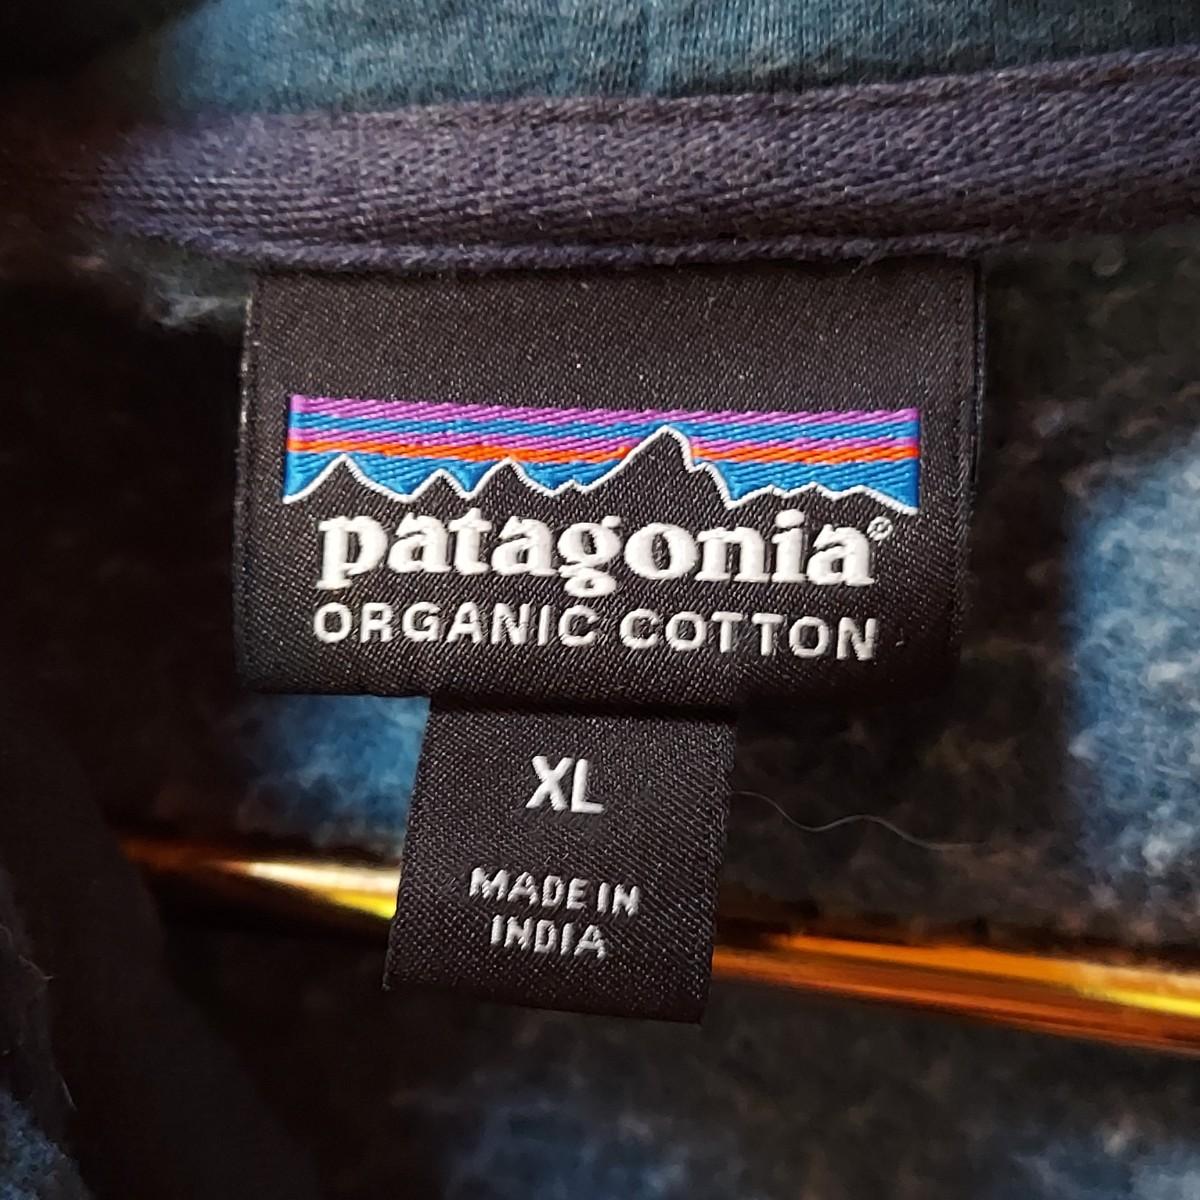 patagonia®
ORGANIC COTTON
XL
MADE IN
INDIA